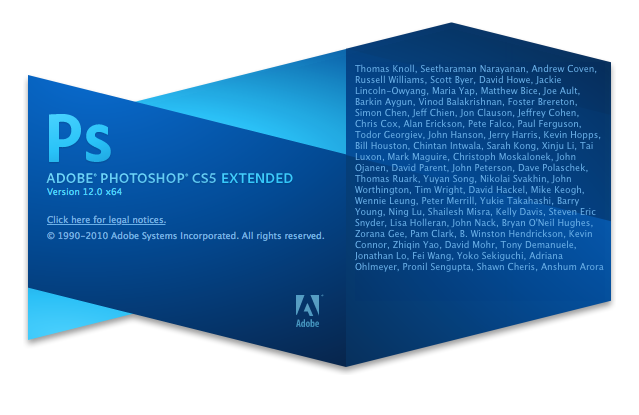 Ps
ADOBE® PHOTOSHOP® CS5 EXTENDED
Version 12.0 x64
Click here for legal notices.
© 1990-2010 Adobe Systems Incorporated. All rights reserved.
Adobe
Thomas Knoll, Seetharaman Narayanan, Andrew Coven,
Russell Williams, Scott Byer, David Howe, Jackie
Lincoln-Owyang, Maria Yap, Matthew Bice, Joe Ault,
Barkin Aygun, Vinod Balakrishnan, Foster Brereton,
Simon Chen, Jeff Chien, Jon Clauson, Jeffrey Cohen,
Chris Cox, Alan Erickson, Pete Falco, Paul Ferguson,
Todor Georgiev, John Hanson, Jerry Harris, Kevin Hopps,
Bill Houston, Chintan Intwala, Sarah Kong, Xinju Li, Tai
Luxon, Mark Maguire, Christoph Moskalonek, John
Ojanen, David Parent, John Peterson, Dave Polaschek,
Thomas Ruark, Yuyan Song, Nikolai Svakhin, John
Worthington, Tim Wright, David Hackel, Mike Keogh,
Wennie Leung, Peter Merrill, Yukie Takahashi, Barry
Young, Ning Lu, Shailesh Misra, Kelly Davis, Steven Eric
Snyder, Lisa Holleran, John Nack, Bryan O'Neil Hughes,
Zorana Gee, Pam Clark, B. Winston Hendrickson, Kevin
Connor, Zhiqin Yao, David Mohr, Tony Demanuele,
Jonathan Lo, Fei Wang, Yoko Sekiguchi, Adriana
Ohlmeyer, Pronil Sengupta, Shawn Cheris, Anshum Arora